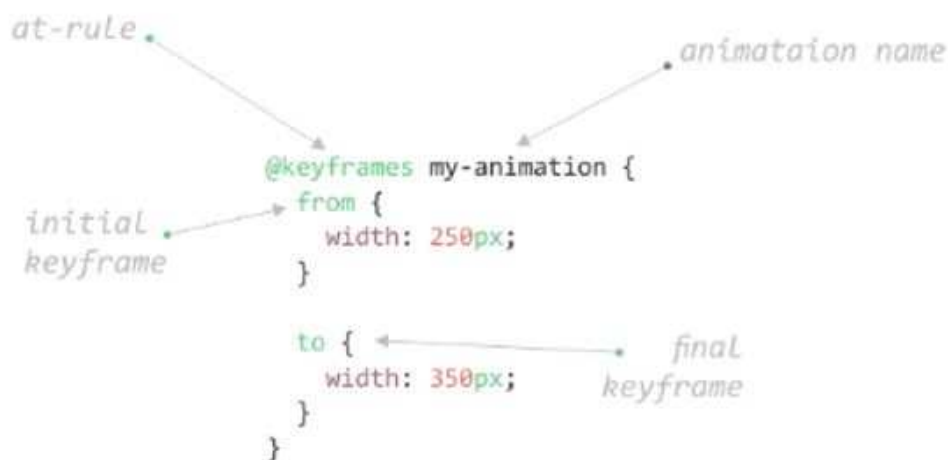 at-rule
animataion name
@keyframes my-animation {
from {
initial
keyframe
width: 250px;
}
to {
final
keyframe
width: 350px;
}
}